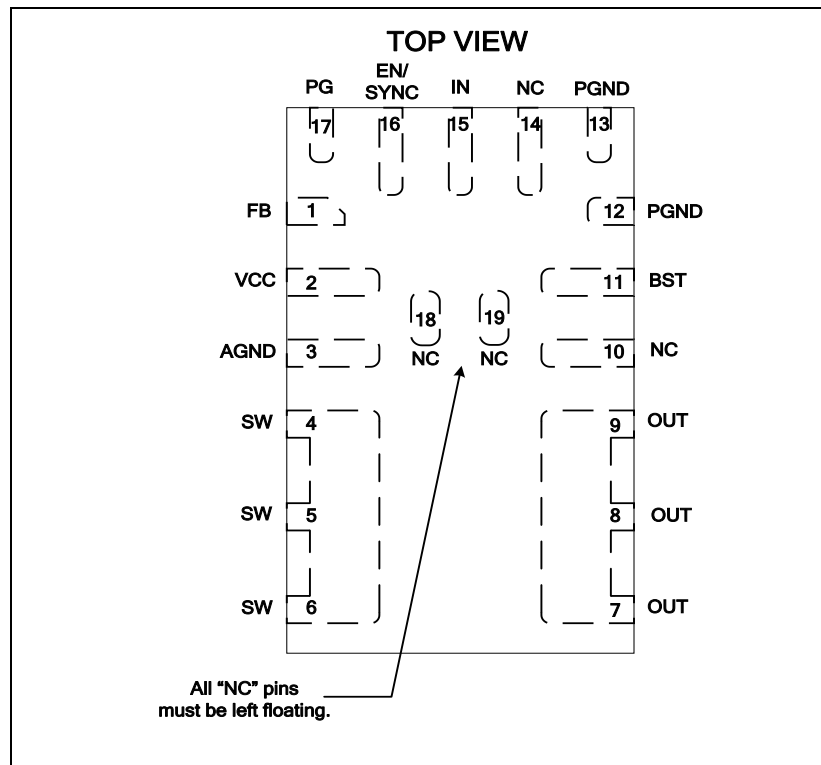 TOP VIEW
PG
EN/
SYNC
IN
NC
PGND
17
16
15
14
13
FB
1
12
PGND
VCC
2
11
BST
18
19
AGND
3
NC
NC
10
NC
SW
4
9
OUT
SW
5
8
OUT
SW
6
7
OUT
All “NC” pins
must be left floating.